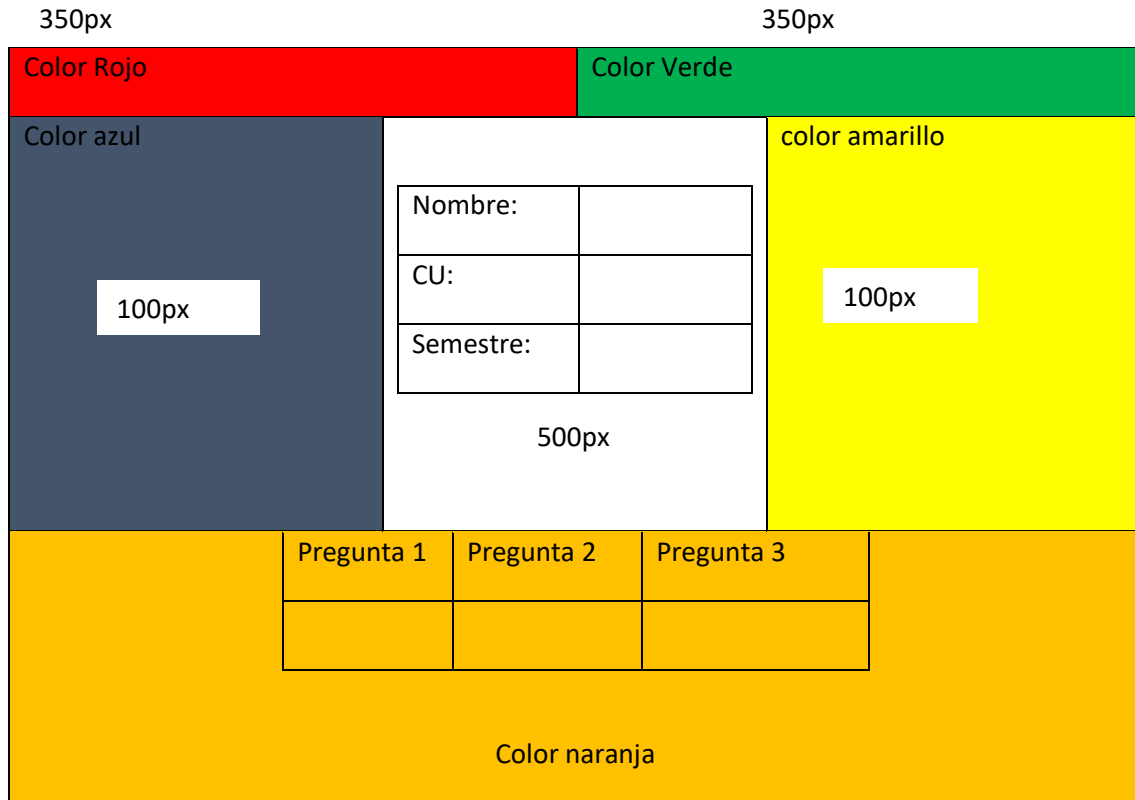 350px
350px
Color Rojo
Color Verde
Color azul
color amarillo
Nombre:
CU:
Semestre:
100px
100px
500px
Pregunta 1
Pregunta 2
Pregunta 3
Color naranja